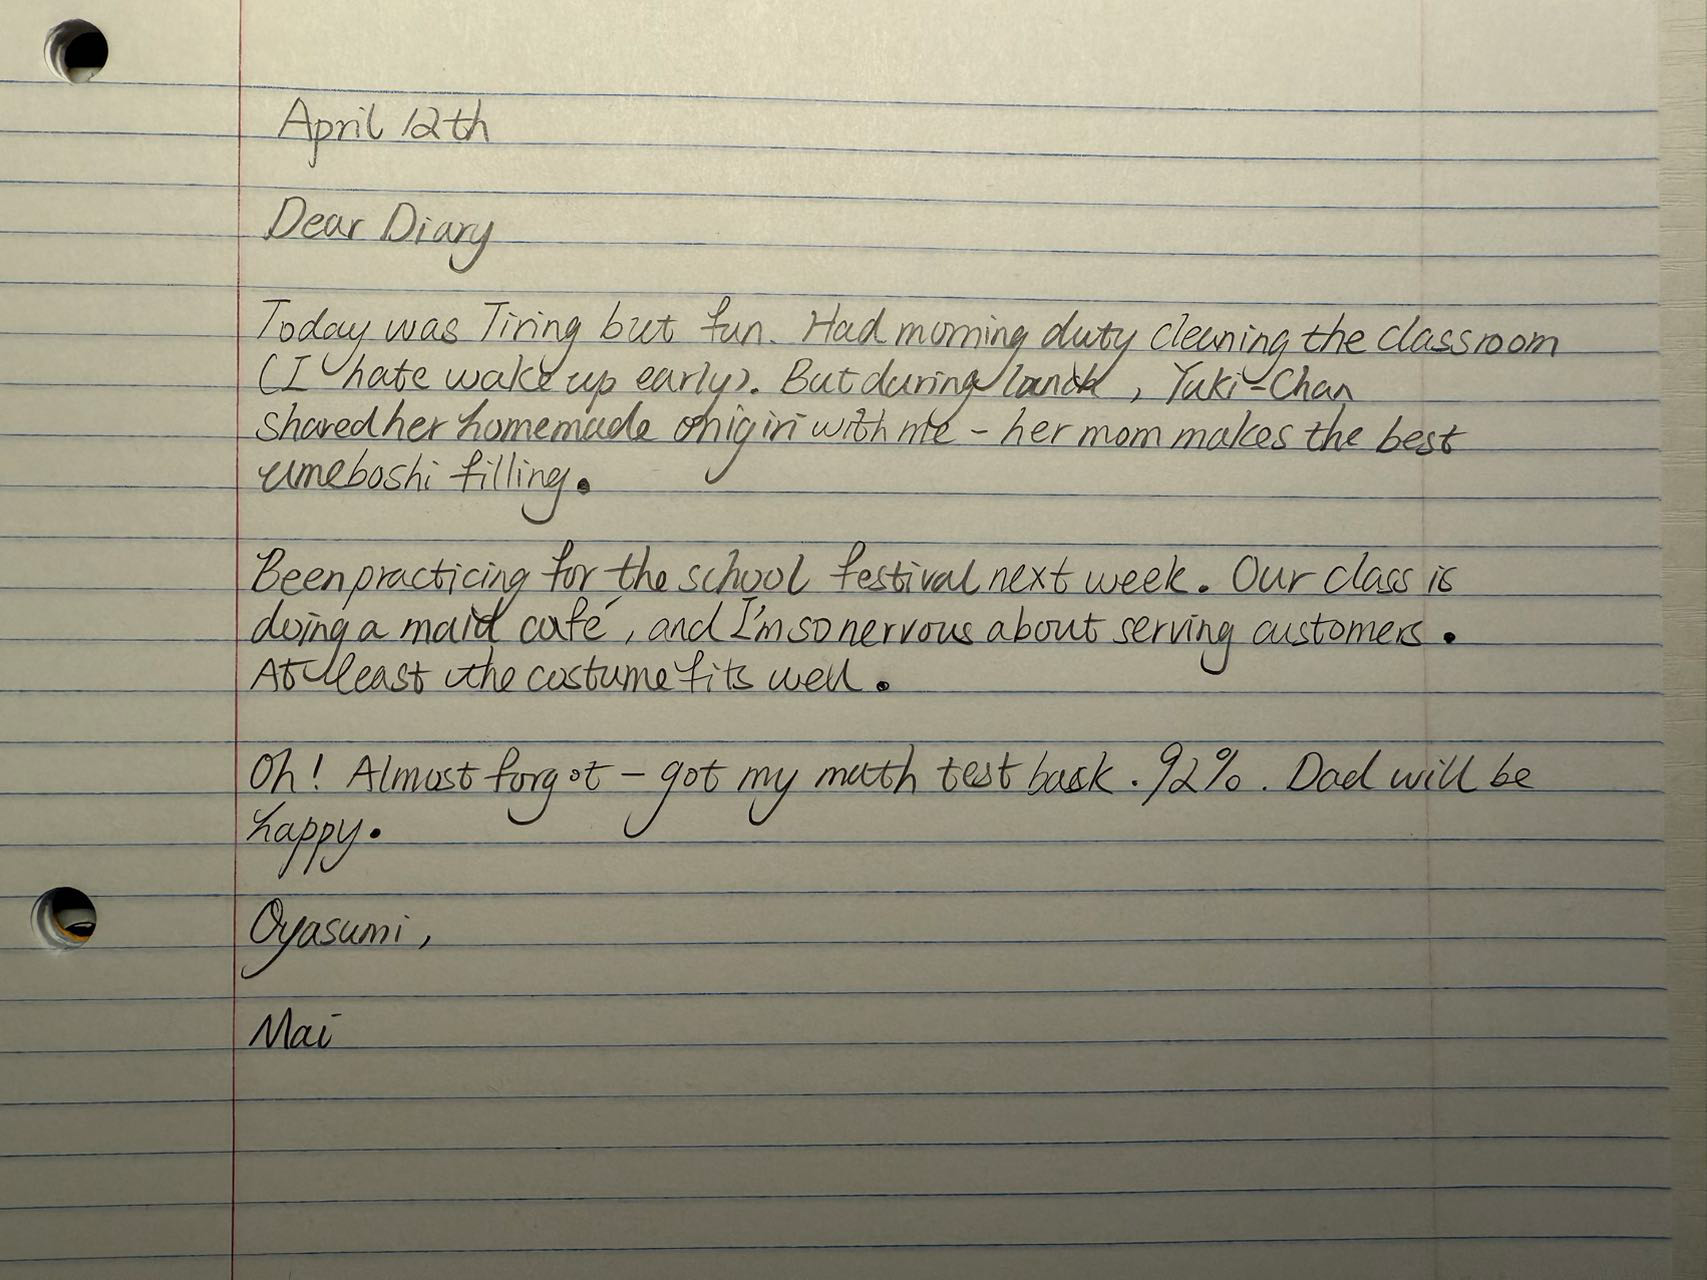 April 12th
Dear Diary
Today was Tiring but fun. Had morning duty cleaning the classroom
(I hate wake up early). But during lunch, Yuki-Chan
shared her homemade onigiri with me - her mom makes the best
umeboshi filling.
Been practicing for the school festival next week. Our class is
doing a maid café, and I'm so nervous about serving customers.
At least the costume fits well.
Oh! Almost forgot - got my math test back. 92%. Dad will be
happy.
Oyasumi,
Mai